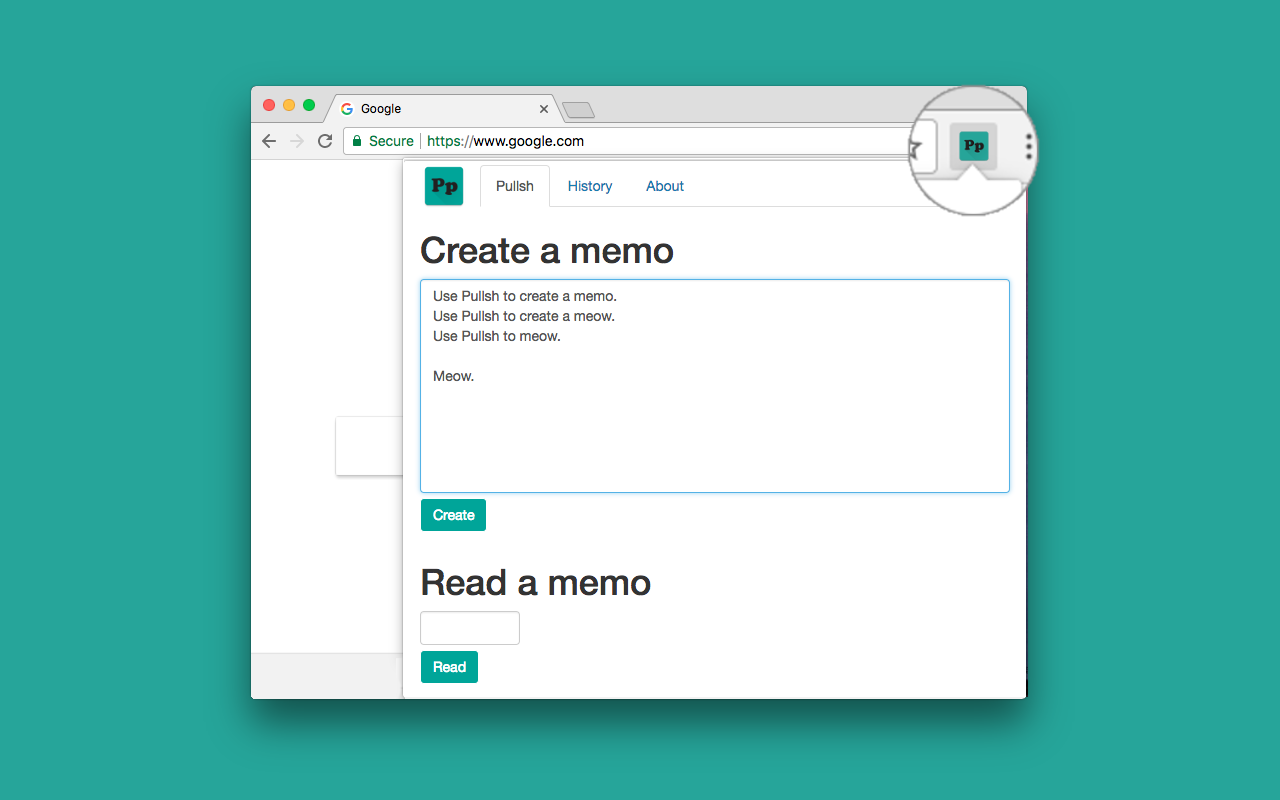 Google
Secure https://www.google.com
Pp
Pp Pullsh History About
Create a memo
Use Pullsh to create a memo.
Use Pullsh to create a meow.
Use Pullsh to meow.
Meow.
Create
Read a memo
Read